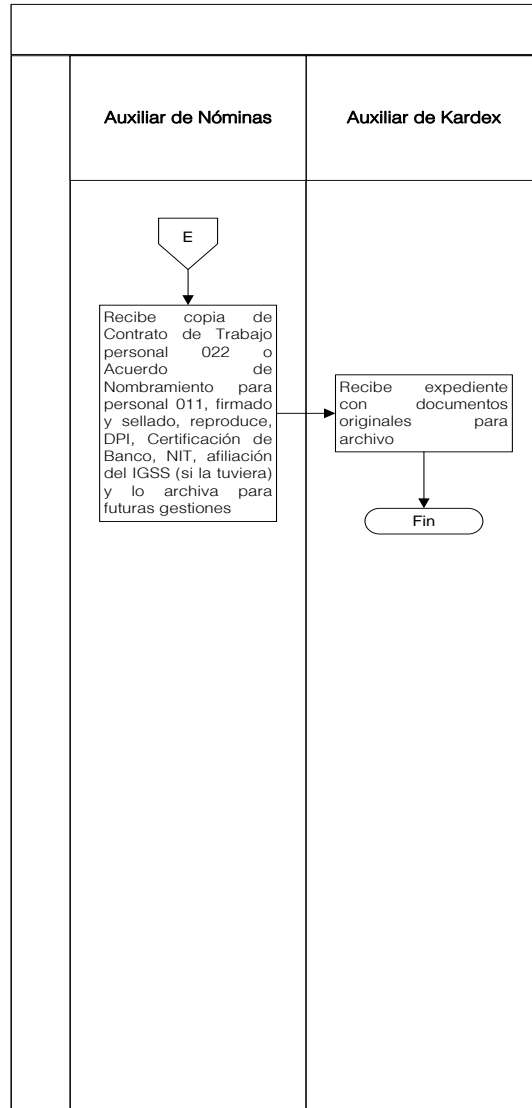 Auxiliar de Nóminas
Auxiliar de Kardex
E
Recibe copia de
Contrato de Trabajo
personal 022 o
Acuerdo de
Nombramiento para
personal 011, firmado
y sellado, reproduce,
DPI, Certificación de
Banco, NIT, afiliación
del IGSS (si la tuviera)
y lo archiva para
futuras gestiones
Recibe expediente
con documentos
originales para
archivo
Fin